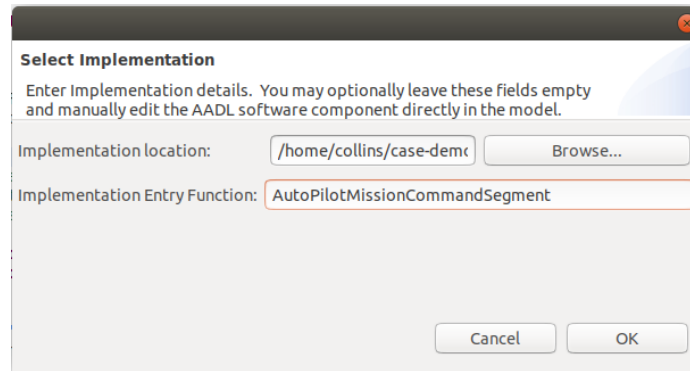 Select Implementation
Enter Implementation details. You may optionally leave these fields empty
and manually edit the AADL software component directly in the model.
Implementation location: /home/collins/case-demo Browse...
Implementation Entry Function: AutoPilotMissionCommandSegment
Cancel OK